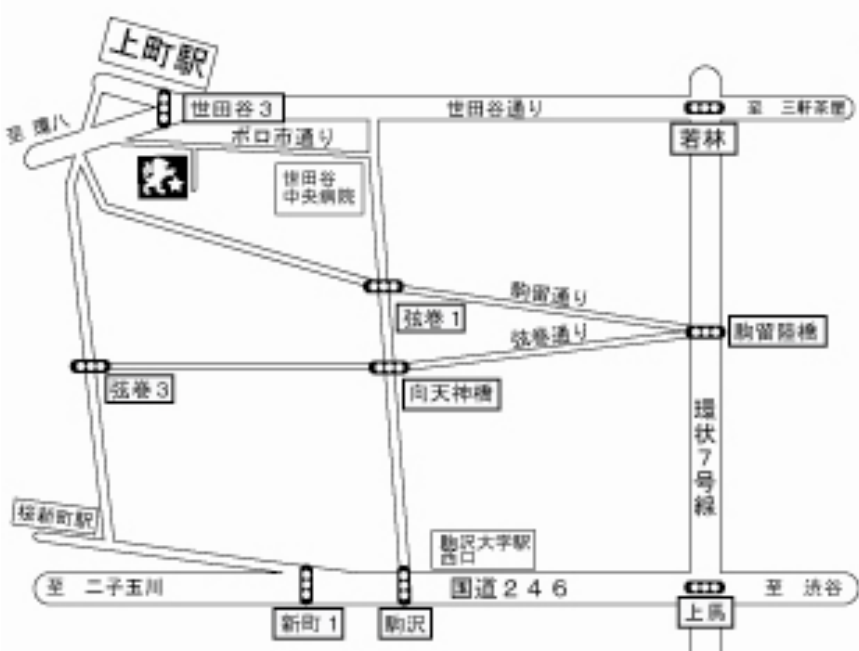 上町駅
世田谷3
世田谷通り
至 三軒茶屋
至 環八
ボロ市通り
若林
世田谷
中央病院
駒留通り
弦巻1
弦巻通り
駒留陸橋
弦巻3
向天神橋
環状7号線
桜新町駅
駒沢大学駅
西口
至 二子玉川
国道246
至 渋谷
新町1
駒沢
上馬